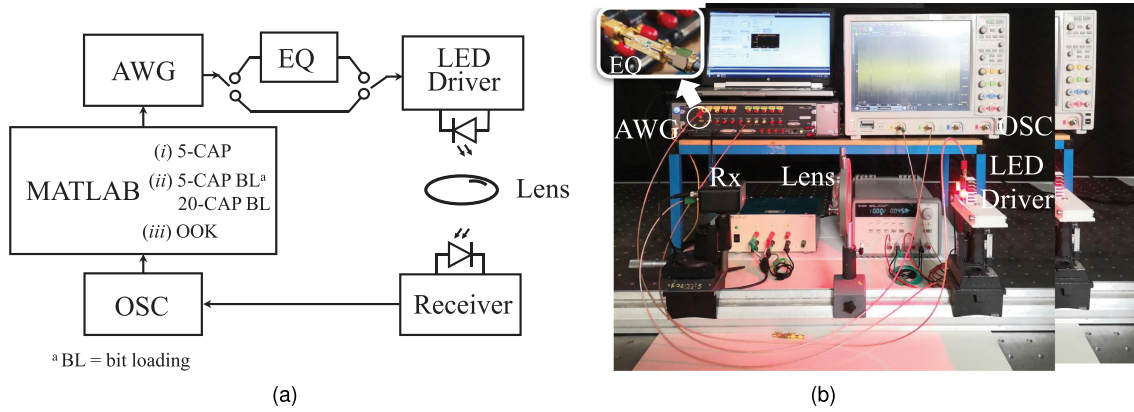 AWG
EQ
LED
Driver
MATLAB
(i) 5-CAP
(ii) 5-CAP BLᵃ
20-CAP BL
(iii) OOK
Lens
OSC
Receiver
ᵃ BL = bit loading
(a)
EQ
AWG
OSC
Rx
Lens
LED
Driver
(b)